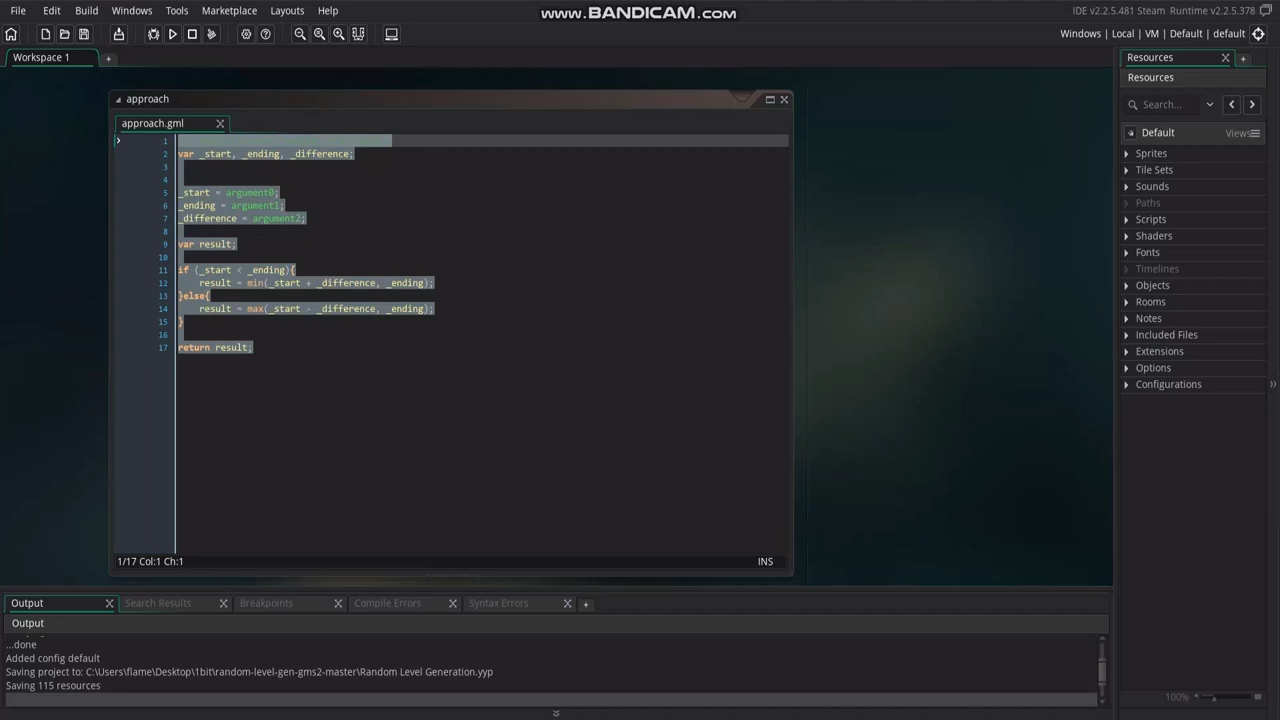 File Edit Build Windows Tools Marketplace Layouts Help
www.BANDICAM.com
IDE v2.2.5.481 Steam Runtime v2.2.5.378
Windows | Local | VM | Default | default
Workspace 1
approach
approach.gml
1
2 var _start, _ending, _difference;
3
4
5 _start = argument0;
6 _ending = argument1;
7 _difference = argument2;
8
9 var result;
10
11 if (_start < _ending){
12 result = min(_start + _difference, _ending);
13 }else{
14 result = max(_start - _difference, _ending);
15 }
16
17 return result;
1/17 Col:1 Ch:1 INS
Resources
Resources
Search...
Default Views
Sprites
Tile Sets
Sounds
Paths
Scripts
Shaders
Fonts
Timelines
Objects
Rooms
Notes
Included Files
Extensions
Options
Configurations
100%
Output Search Results Breakpoints Compile Errors Syntax Errors
Output
...done
Added config default
Saving project to: C:\Users\flame\Desktop\1bit\random-level-gen-gms2-master\Random Level Generation.yyp
Saving 115 resources